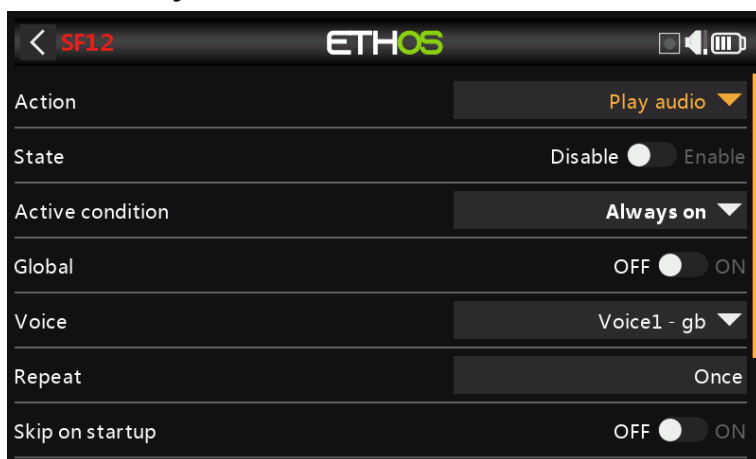 SF12 ETHOS
Action Play audio
State Disable Enable
Active condition Always on
Global OFF ON
Voice Voice1 - gb
Repeat Once
Skip on startup OFF ON